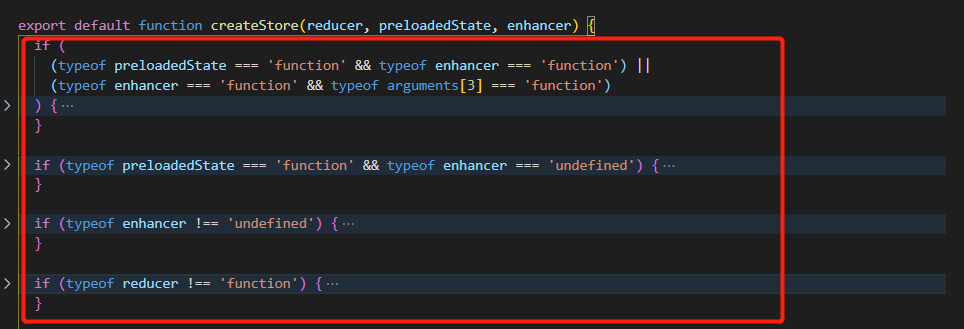 export default function createStore(reducer, preloadedState, enhancer) {
if (
(typeof preloadedState === 'function' && typeof enhancer === 'function') ||
(typeof enhancer === 'function' && typeof arguments[3] === 'function')
) {···
}
if (typeof preloadedState === 'function' && typeof enhancer === 'undefined') {···
}
if (typeof enhancer !== 'undefined') {···
}
if (typeof reducer !== 'function') {···
}